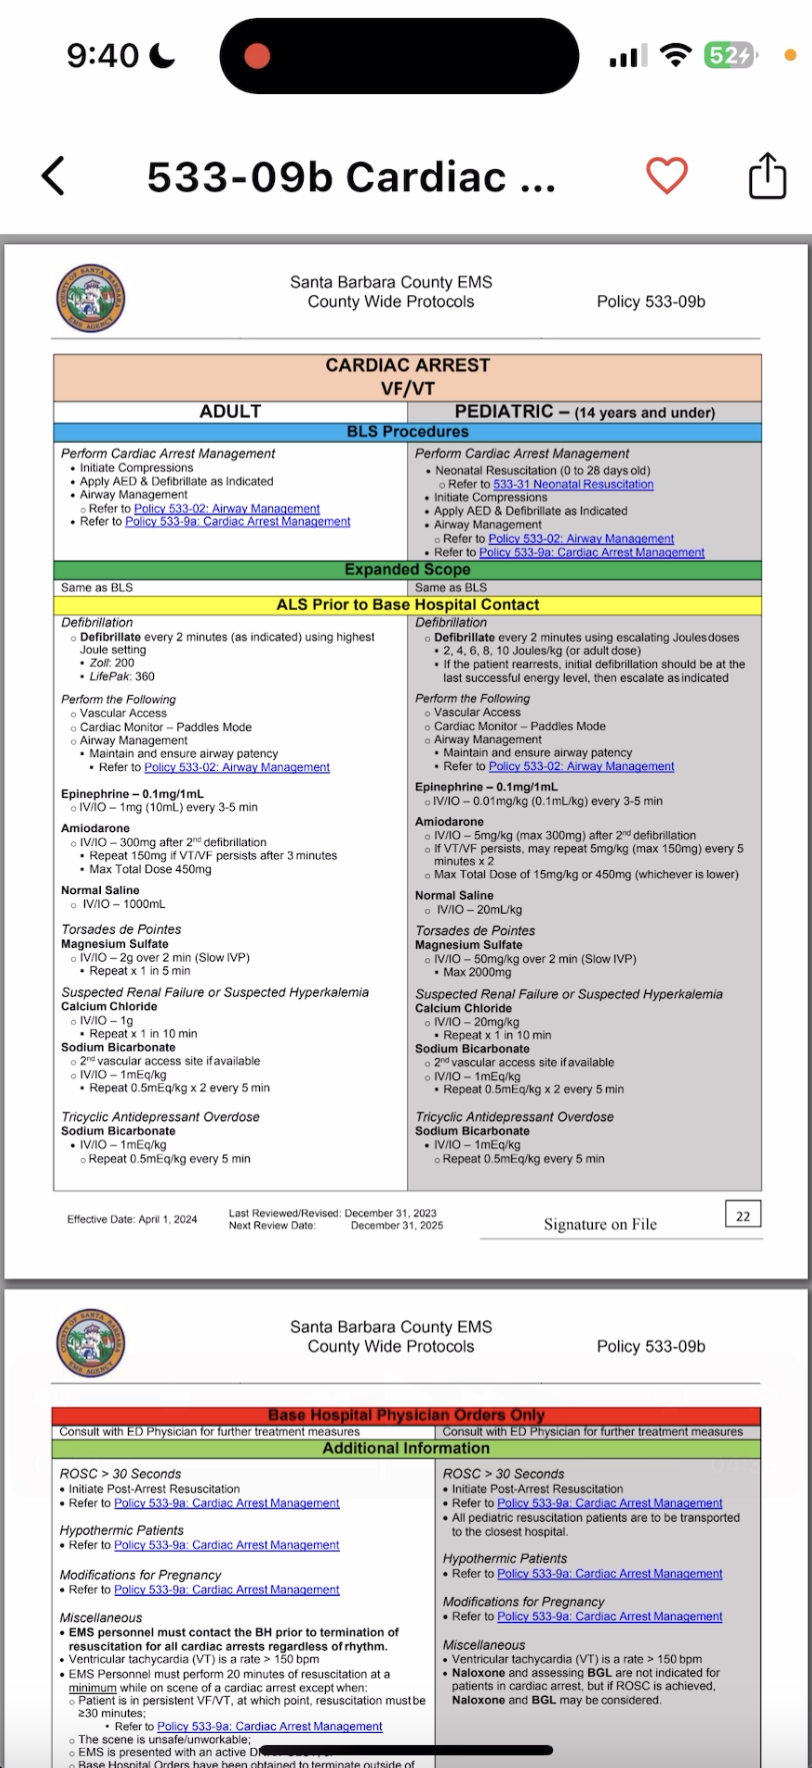 9:40
52
533-09b Cardiac ...
Santa Barbara County EMS
County Wide Protocols
Policy 533-09b
CARDIAC ARREST
VF/VT
ADULT
PEDIATRIC – (14 years and under)
BLS Procedures
Perform Cardiac Arrest Management
• Initiate Compressions
• Apply AED & Defibrillate as Indicated
• Airway Management
○ Refer to Policy 533-02: Airway Management
• Refer to Policy 533-9a: Cardiac Arrest Management
Perform Cardiac Arrest Management
• Neonatal Resuscitation (0 to 28 days old)
○ Refer to 533-31 Neonatal Resuscitation
• Initiate Compressions
• Apply AED & Defibrillate as Indicated
• Airway Management
○ Refer to Policy 533-02: Airway Management
• Refer to Policy 533-9a: Cardiac Arrest Management
Expanded Scope
Same as BLS
Same as BLS
ALS Prior to Base Hospital Contact
Defibrillation
○ Defibrillate every 2 minutes (as indicated) using highest
Joule setting
▪ Zoll: 200
▪ LifePak: 360
Perform the Following
○ Vascular Access
○ Cardiac Monitor – Paddles Mode
○ Airway Management
▪ Maintain and ensure airway patency
• Refer to Policy 533-02: Airway Management
Epinephrine – 0.1mg/1mL
○ IV/IO – 1mg (10mL) every 3-5 min
Amiodarone
○ IV/IO – 300mg after 2nd defibrillation
▪ Repeat 150mg if VT/VF persists after 3 minutes
▪ Max Total Dose 450mg
Normal Saline
○ IV/IO – 1000mL
Torsades de Pointes
Magnesium Sulfate
○ IV/IO – 2g over 2 min (Slow IVP)
▪ Repeat x 1 in 5 min
Suspected Renal Failure or Suspected Hyperkalemia
Calcium Chloride
○ IV/IO – 1g
▪ Repeat x 1 in 10 min
Sodium Bicarbonate
○ 2nd vascular access site if available
○ IV/IO – 1mEq/kg
▪ Repeat 0.5mEq/kg x 2 every 5 min
Tricyclic Antidepressant Overdose
Sodium Bicarbonate
• IV/IO – 1mEq/kg
○ Repeat 0.5mEq/kg every 5 min
Defibrillation
○ Defibrillate every 2 minutes using escalating Joules doses
▪ 2, 4, 6, 8, 10 Joules/kg (or adult dose)
▪ If the patient rearrests, initial defibrillation should be at the
last successful energy level, then escalate as indicated
Perform the Following
○ Vascular Access
○ Cardiac Monitor – Paddles Mode
○ Airway Management
▪ Maintain and ensure airway patency
▪ Refer to Policy 533-02: Airway Management
Epinephrine – 0.1mg/1mL
○ IV/IO – 0.01mg/kg (0.1mL/kg) every 3-5 min
Amiodarone
○ IV/IO – 5mg/kg (max 300mg) after 2nd defibrillation
○ If VT/VF persists, may repeat 5mg/kg (max 150mg) every 5
minutes x 2
○ Max Total Dose of 15mg/kg or 450mg (whichever is lower)
Normal Saline
○ IV/IO – 20mL/kg
Torsades de Pointes
Magnesium Sulfate
○ IV/IO – 50mg/kg over 2 min (Slow IVP)
▪ Max 2000mg
Suspected Renal Failure or Suspected Hyperkalemia
Calcium Chloride
○ IV/IO – 20mg/kg
▪ Repeat x 1 in 10 min
Sodium Bicarbonate
○ 2nd vascular access site if available
○ IV/IO – 1mEq/kg
▪ Repeat 0.5mEq/kg x 2 every 5 min
Tricyclic Antidepressant Overdose
Sodium Bicarbonate
• IV/IO – 1mEq/kg
○ Repeat 0.5mEq/kg every 5 min
Effective Date: April 1, 2024
Last Reviewed/Revised: December 31, 2023
Next Review Date: December 31, 2025
Signature on File
22
Santa Barbara County EMS
County Wide Protocols
Policy 533-09b
Base Hospital Physician Orders Only
Consult with ED Physician for further treatment measures
Consult with ED Physician for further treatment measures
Additional Information
ROSC > 30 Seconds
• Initiate Post-Arrest Resuscitation
• Refer to Policy 533-9a: Cardiac Arrest Management
Hypothermic Patients
• Refer to Policy 533-9a: Cardiac Arrest Management
Modifications for Pregnancy
• Refer to Policy 533-9a: Cardiac Arrest Management
Miscellaneous
• EMS personnel must contact the BH prior to termination of
resuscitation for all cardiac arrests regardless of rhythm.
• Ventricular tachycardia (VT) is a rate > 150 bpm
• EMS Personnel must perform 20 minutes of resuscitation at a
minimum while on scene of a cardiac arrest except when:
○ Patient is in persistent VF/VT, at which point, resuscitation must be
≥30 minutes;
• Refer to Policy 533-9a: Cardiac Arrest Management
○ The scene is unsafe/unworkable;
○ EMS is presented with an active
○ Base Hospital Orders have been obtained to terminate outside of
ROSC > 30 Seconds
• Initiate Post-Arrest Resuscitation
• Refer to Policy 533-9a: Cardiac Arrest Management
• All pediatric resuscitation patients are to be transported
to the closest hospital.
Hypothermic Patients
• Refer to Policy 533-9a: Cardiac Arrest Management
Modifications for Pregnancy
• Refer to Policy 533-9a: Cardiac Arrest Management
Miscellaneous
• Ventricular tachycardia (VT) is a rate > 150 bpm
• Naloxone and assessing BGL are not indicated for
patients in cardiac arrest, but if ROSC is achieved,
Naloxone and BGL may be considered.